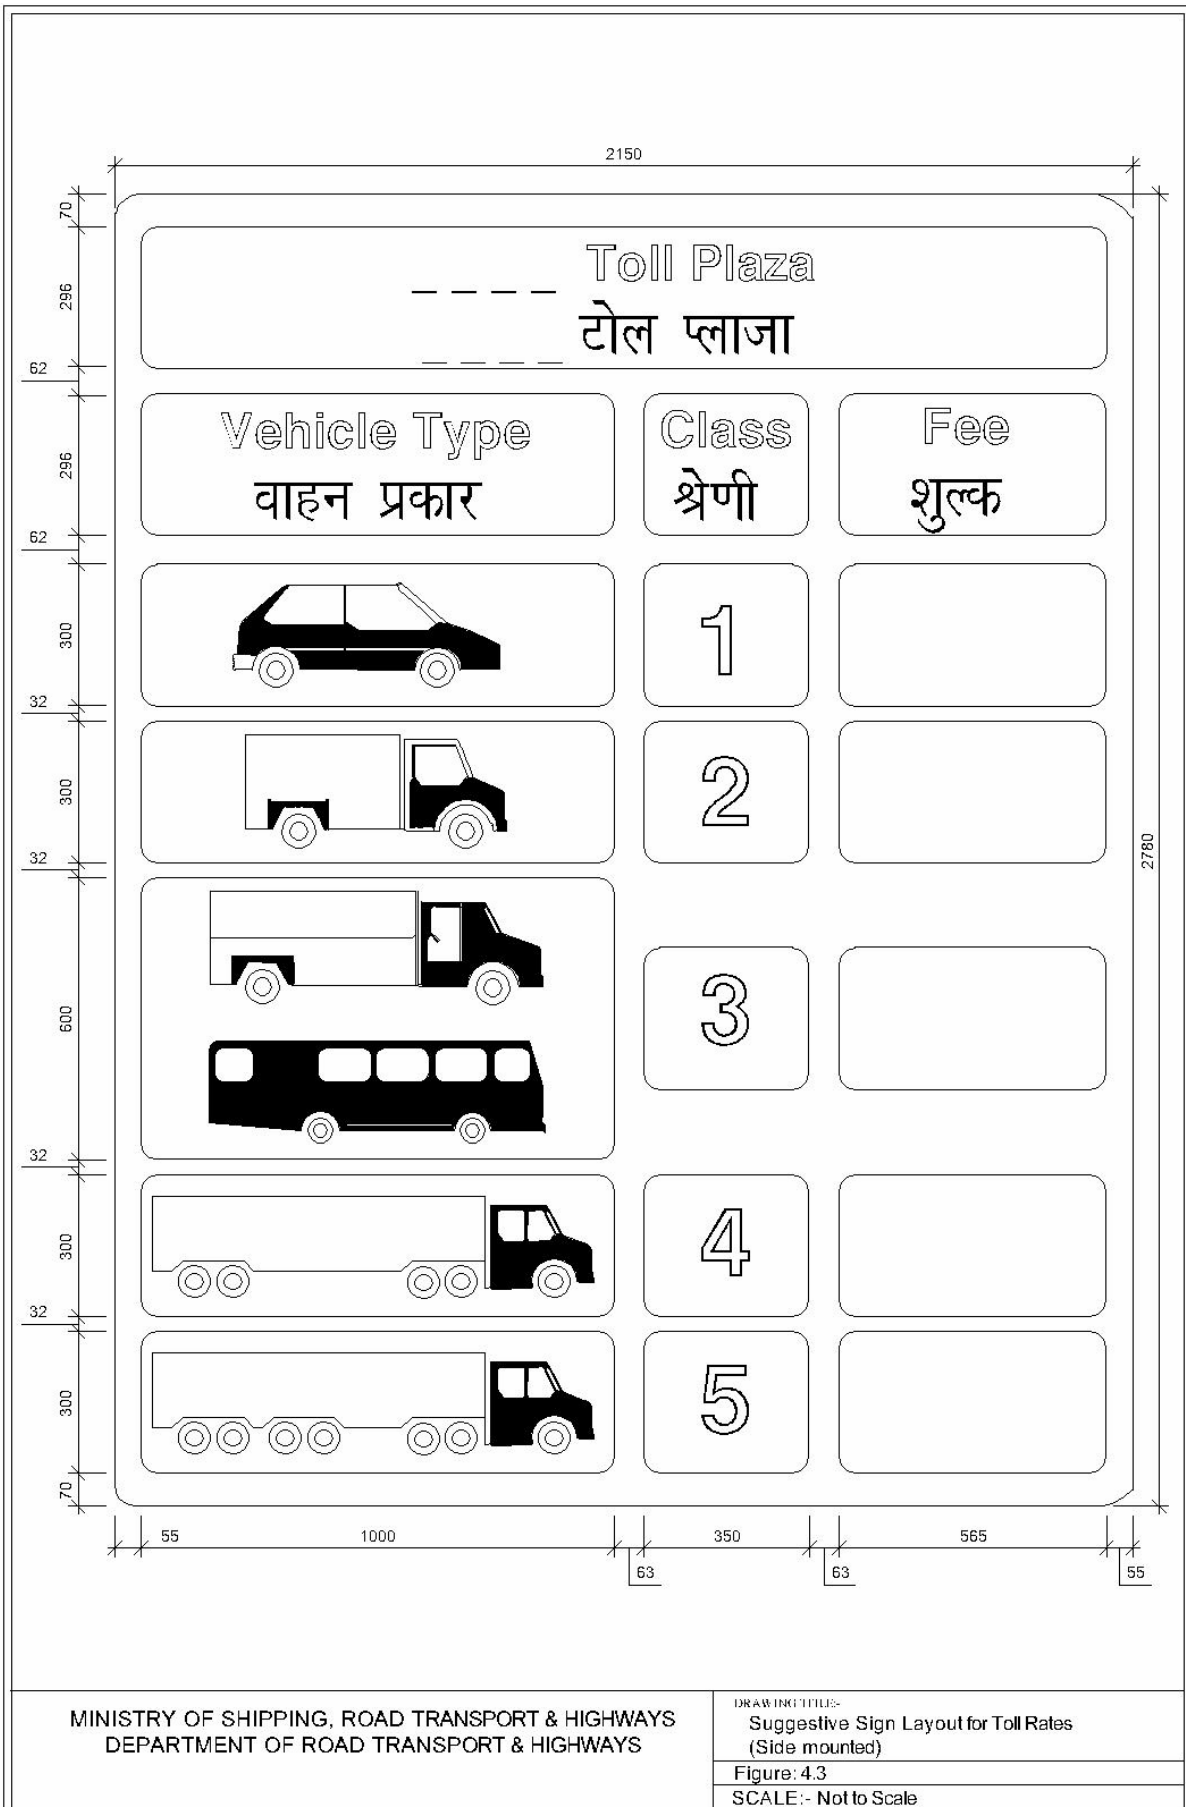 2150
70
Toll Plaza
296
टोल प्लाजा
62
Vehicle Type Class Fee
296
वाहन प्रकार श्रेणी शुल्क
62
300
1
32
300
2
2780
32
600
3
32
300
4
32
300
5
70
55 1000 350 565
63 63 55
MINISTRY OF SHIPPING, ROAD TRANSPORT & HIGHWAYS
DEPARTMENT OF ROAD TRANSPORT & HIGHWAYS
DRAWING TITLE:-
Suggestive Sign Layout for Toll Rates
(Side mounted)
Figure: 4.3
SCALE:- Not to Scale